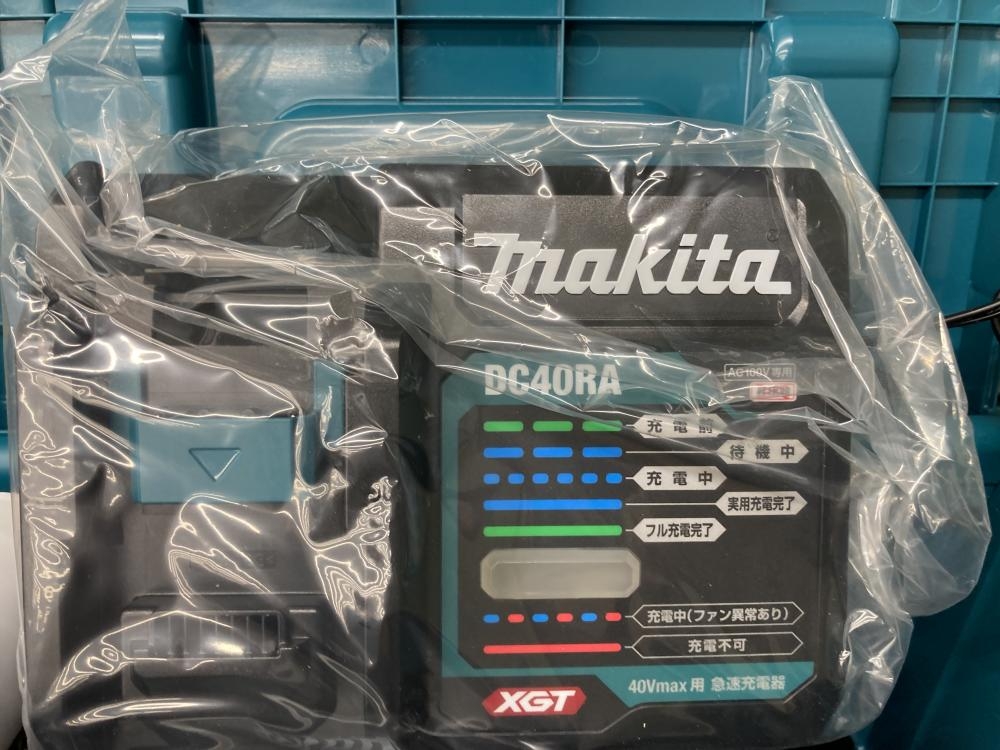 makita
DC40RA
AC100V専用
充電前
待機中
充電中
実用充電完了
フル充電完了
充電中(ファン異常あり)
充電不可
XGT
40Vmax用 急速充電器